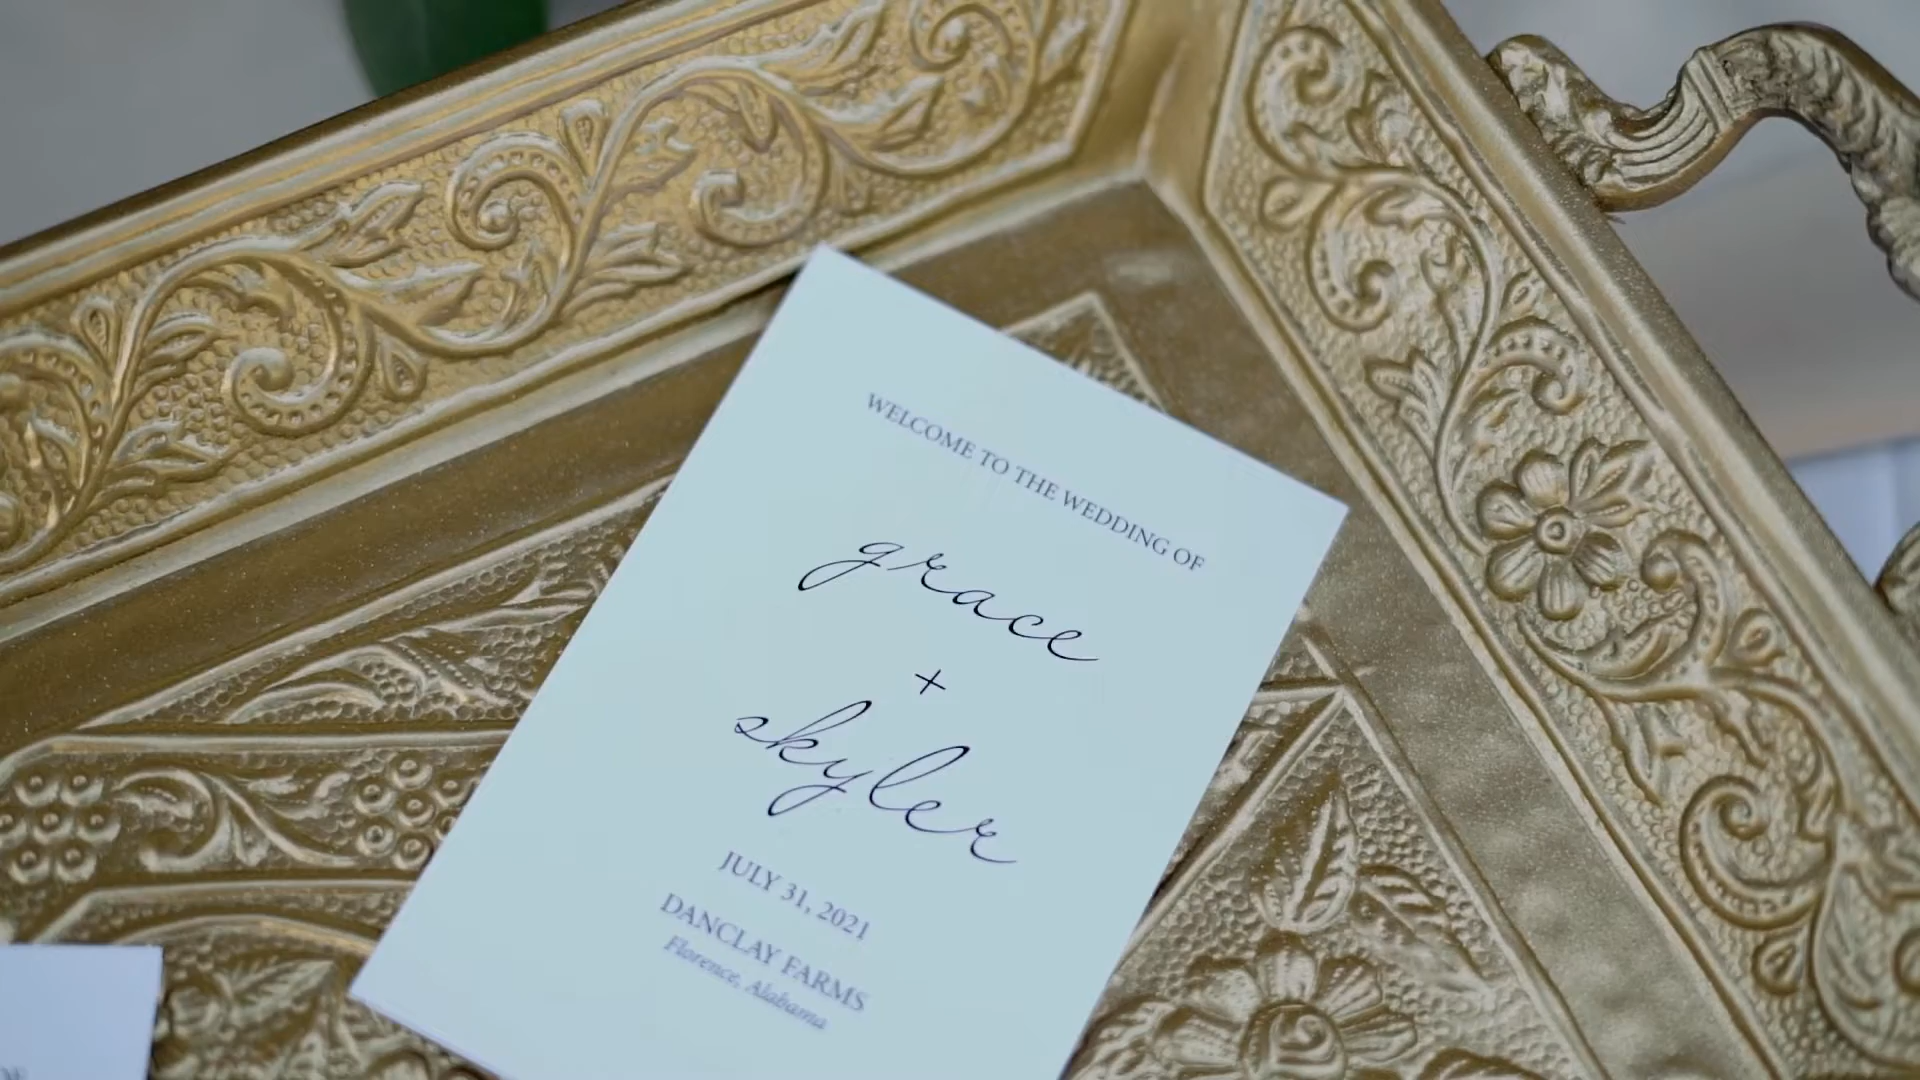 WELCOME TO THE WEDDING OF
grace
+
skyler
JULY 31, 2021
DANCLAY FARMS
Florence, Alabama